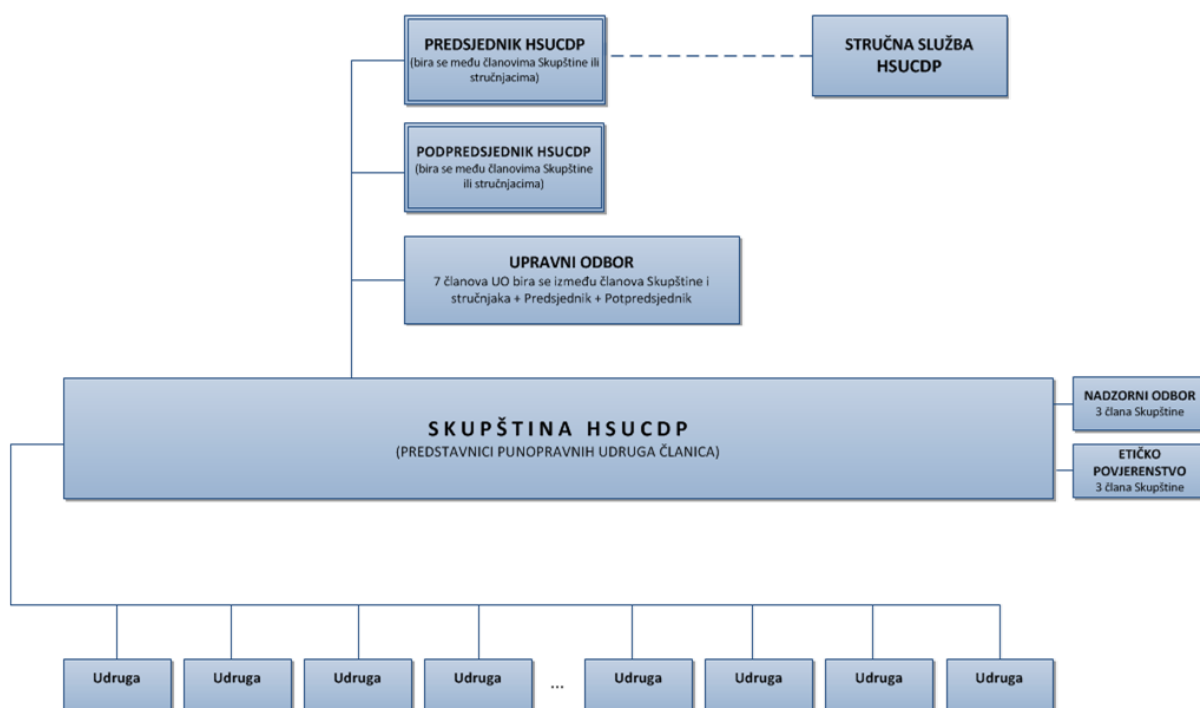 PREDSJEDNIK HSUCDP
(bira se među članovima Skupštine ili
stručnjacima)
STRUČNA SLUŽBA
HSUCDP
PODPREDSJEDNIK HSUCDP
(bira se među članovima Skupštine
ili stručnjacima)
UPRAVNI ODBOR
7 članova UO bira se između članova Skupštine i
stručnjaka + Predsjednik + Potpredsjednik
SKUPŠTINA HSUCDP
(PREDSTAVNICI PUNOPRAVNIH UDRUGA ČLANICA)
NADZORNI ODBOR
3 člana Skupštine
ETIČKO
POVJERENSTVO
3 člana Skupštine
Udruga Udruga Udruga Udruga ... Udruga Udruga Udruga Udruga